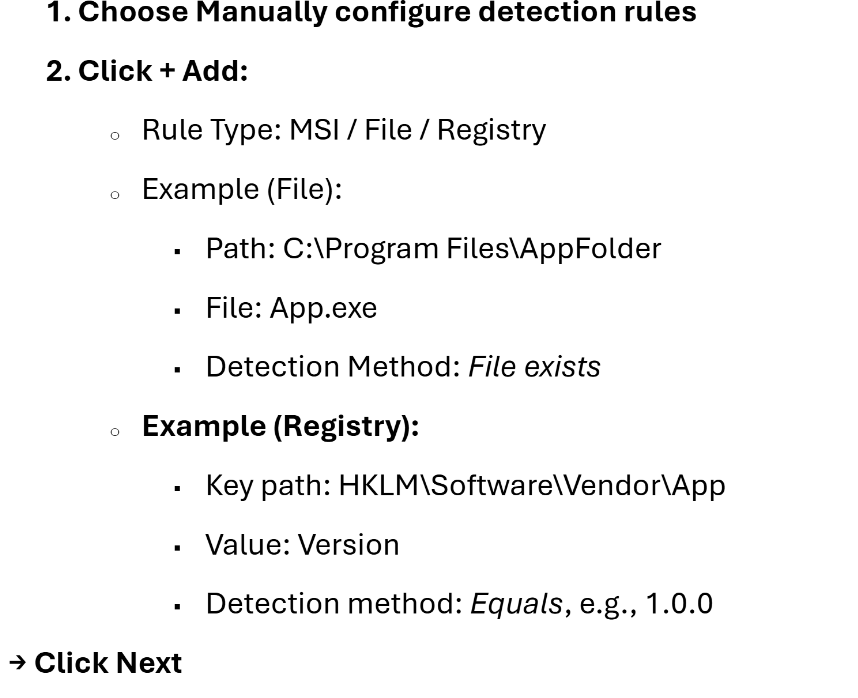 1. Choose Manually configure detection rules
2. Click + Add:
○ Rule Type: MSI / File / Registry
○ Example (File):
▪ Path: C:\Program Files\AppFolder
▪ File: App.exe
▪ Detection Method: File exists
○ Example (Registry):
▪ Key path: HKLM\Software\Vendor\App
▪ Value: Version
▪ Detection method: Equals, e.g., 1.0.0
→ Click Next